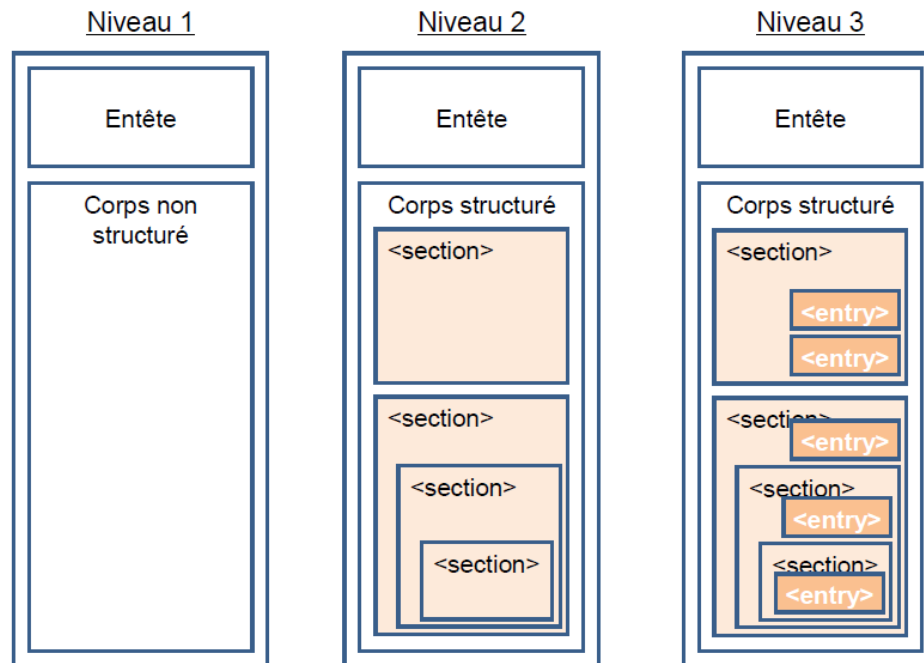 Niveau 1
Entête
Corps non
structuré
Niveau 2
Entête
Corps structuré
<section>
<section>
<section>
<section>
Niveau 3
Entête
Corps structuré
<section>
<entry>
<entry>
<section>
<entry>
<section>
<entry>
<section>
<entry>